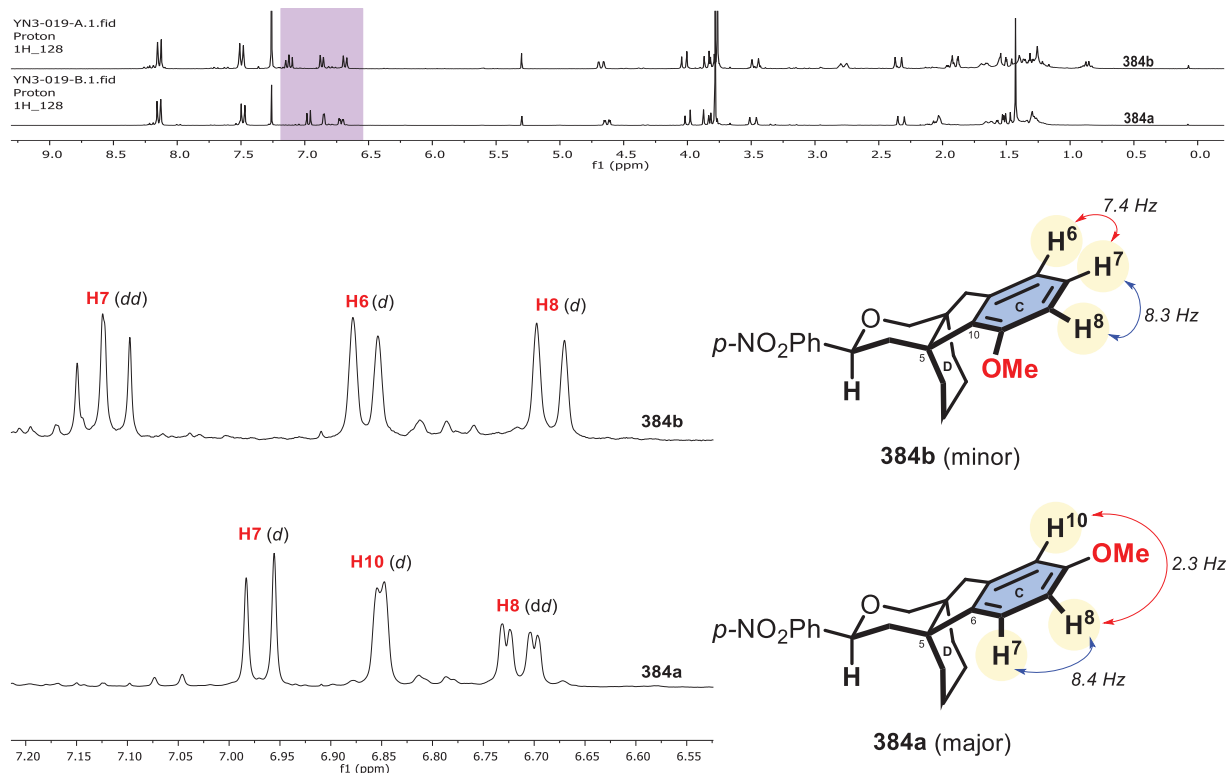 YN3-019-A.1.fid
Proton
1H_128
384b
YN3-019-B.1.fid
Proton
1H_128
384a
9.0 8.5 8.0 7.5 7.0 6.5 6.0 5.5 5.0 4.5 4.0 3.5 3.0 2.5 2.0 1.5 1.0 0.5 0.0
f1 (ppm)
H7 (dd)
H6 (d)
H8 (d)
384b
7.4 Hz
H⁶
H⁷
C
H⁸
8.3 Hz
O
10
p-NO₂Ph
5
D
OMe
H
384b (minor)
H7 (d)
H10 (d)
H8 (dd)
384a
H¹⁰
OMe
2.3 Hz
C
O
6
H⁸
p-NO₂Ph
5
D
H⁷
H
8.4 Hz
384a (major)
7.20 7.15 7.10 7.05 7.00 6.95 6.90 6.85 6.80 6.75 6.70 6.65 6.60 6.55
f1 (ppm)